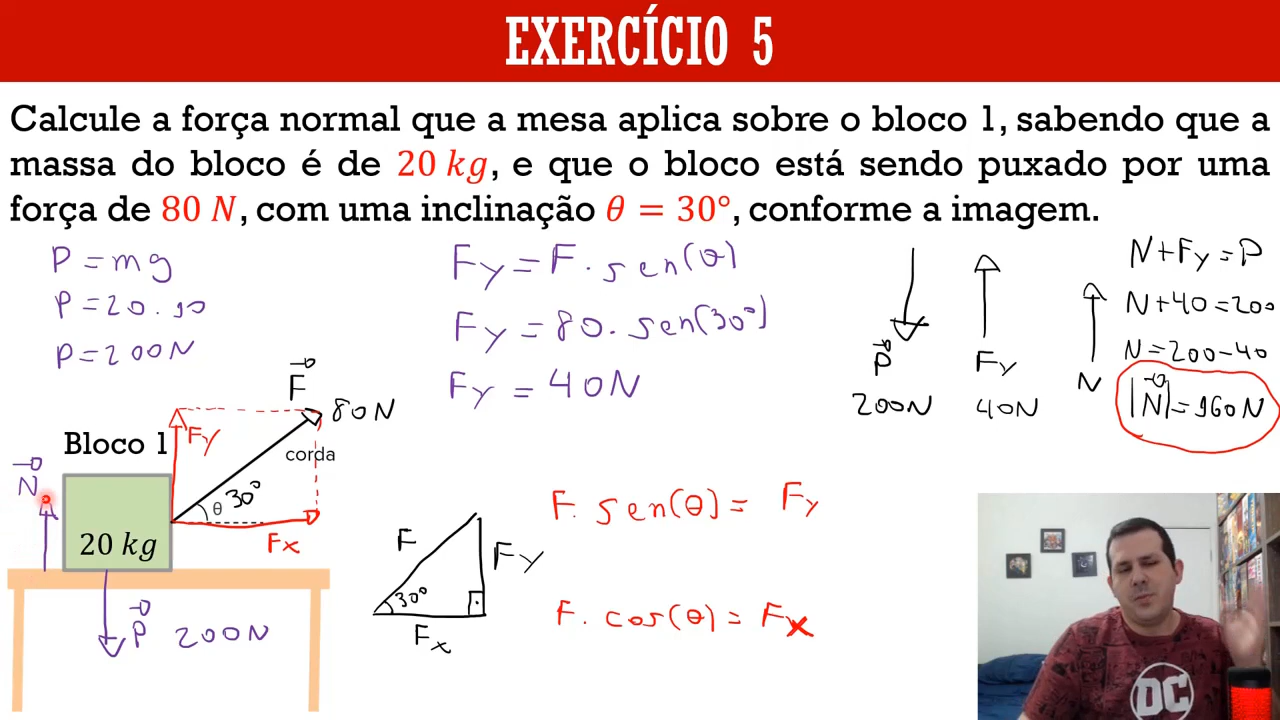 EXERCÍCIO 5
Calcule a força normal que a mesa aplica sobre o bloco 1, sabendo que a
massa do bloco é de 20 kg, e que o bloco está sendo puxado por uma
força de 80 N, com uma inclinação θ = 30°, conforme a imagem.
P = mg
P = 20.10
P = 200N
Fy = F. sen(θ)
Fy = 80. sen(30°)
Fy = 40N
P
200N
Fy
40N
N
N + Fy = P
N + 40 = 200
N = 200 - 40
|N| = 160N
F
80N
Fy
Bloco 1
corda
N
θ 30°
20 kg
Fx
P 200N
F
Fy
30°
Fx
F. sen(θ) = Fy
F. cos(θ) = Fx
DC